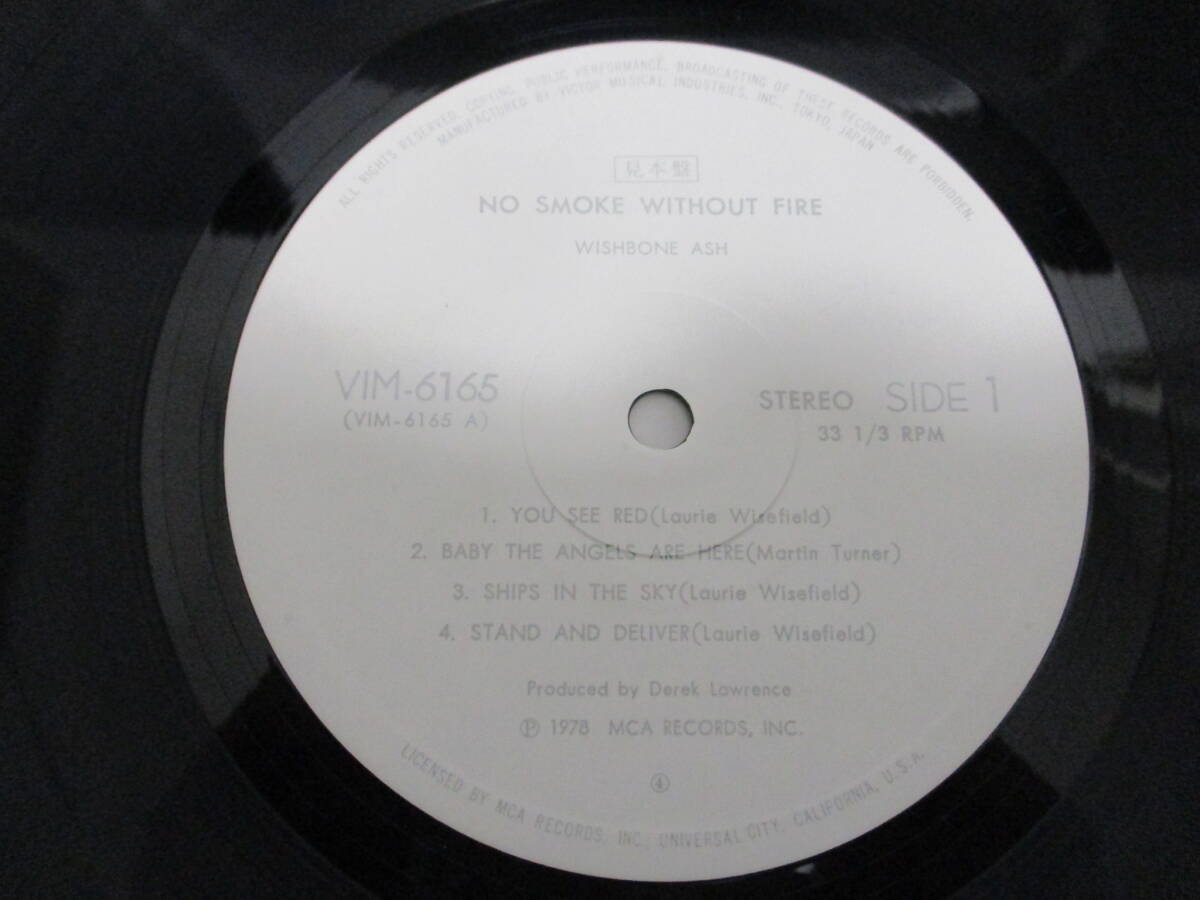 ALL RIGHTS RESERVED. COPYING, PUBLIC PERFORMANCE, BROADCASTING OF THESE RECORDS ARE FORBIDDEN.
MANUFACTURED BY VICTOR MUSICAL INDUSTRIES, INC. TOKYO, JAPAN
見本盤
NO SMOKE WITHOUT FIRE
WISHBONE ASH
VIM-6165
(VIM-6165 A)
STEREO SIDE 1
33 1/3 RPM
1. YOU SEE RED(Laurie Wisefield)
2. BABY THE ANGELS ARE HERE(Martin Turner)
3. SHIPS IN THE SKY(Laurie Wisefield)
4. STAND AND DELIVER(Laurie Wisefield)
Produced by Derek Lawrence
Ⓟ 1978 MCA RECORDS, INC.
④
LICENSED BY MCA RECORDS, INC., UNIVERSAL CITY, CALIFORNIA, U.S.A.